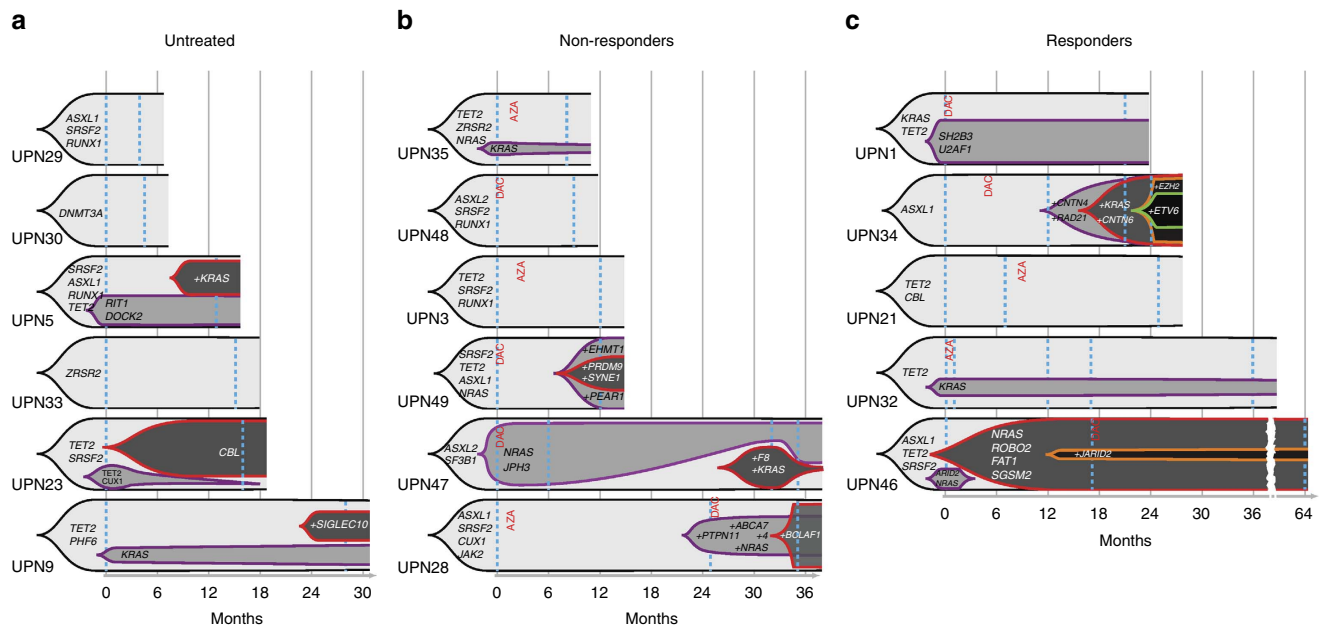 a
Untreated
ASXL1
SRSF2
RUNX1
UPN29
DNMT3A
UPN30
SRSF2
ASXL1
RUNX1
TET2
+KRAS
RIT1
DOCK2
UPN5
ZRSR2
UPN33
TET2
SRSF2
CBL
TET2
CUX1
UPN23
TET2
PHF6
+SIGLEC10
KRAS
UPN9
0 6 12 18 24 30
Months
b
Non-responders
TET2
ZRSR2
NRAS
AZA
KRAS
UPN35
ASXL2
SRSF2
RUNX1
DAC
UPN48
TET2
SRSF2
RUNX1
AZA
UPN3
SRSF2
TET2
ASXL1
NRAS
DAC
+EHMT1
+PRDM9
+SYNE1
+PEAR1
UPN49
ASXL2
SF3B1
DAC
NRAS
JPH3
+F8
+KRAS
UPN47
ASXL1
SRSF2
CUX1
JAK2
AZA
DAC
+ABCA7
+PTPN11 +4
+NRAS
+BOLAF1
UPN28
0 6 12 18 24 30 36
Months
c
Responders
KRAS
TET2
DAC
SH2B3
U2AF1
UPN1
ASXL1
DAC
+CNTN4
+RAD21
+KRAS
+CNTN6
+EZH2
+ETV6
UPN34
TET2
CBL
AZA
UPN21
TET2
AZA
KRAS
UPN32
ASXL1
TET2
SRSF2
ARID2
NRAS
NRAS
ROBO2
FAT1
SGSM2
DAC
+JARID2
UPN46
0 6 12 18 24 30 36 64
Months